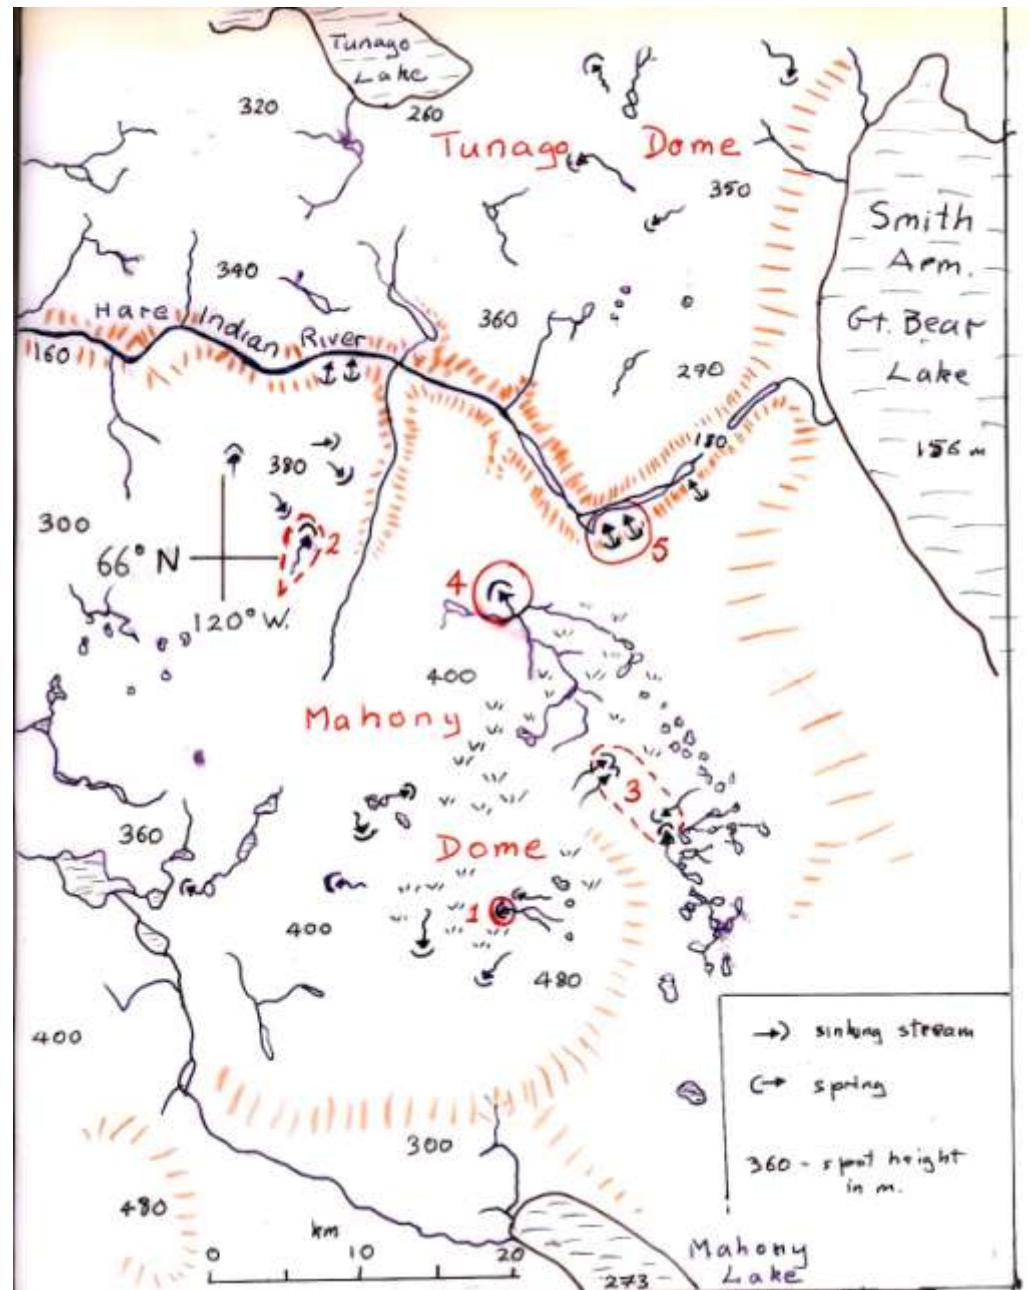 Tunago
Lake
320
260
Tunago Dome
350
Smith
Arm.
Gt. Bear
Lake
156 m
340
Hare Indian River
360
160
290
180
380
300
2
5
66° N
4
120° W.
400
Mahony
3
360
Dome
1
400
480
400
sinking stream
spring
360 - spot height
in m.
300
480
km
0 10 20
Mahony
Lake
273